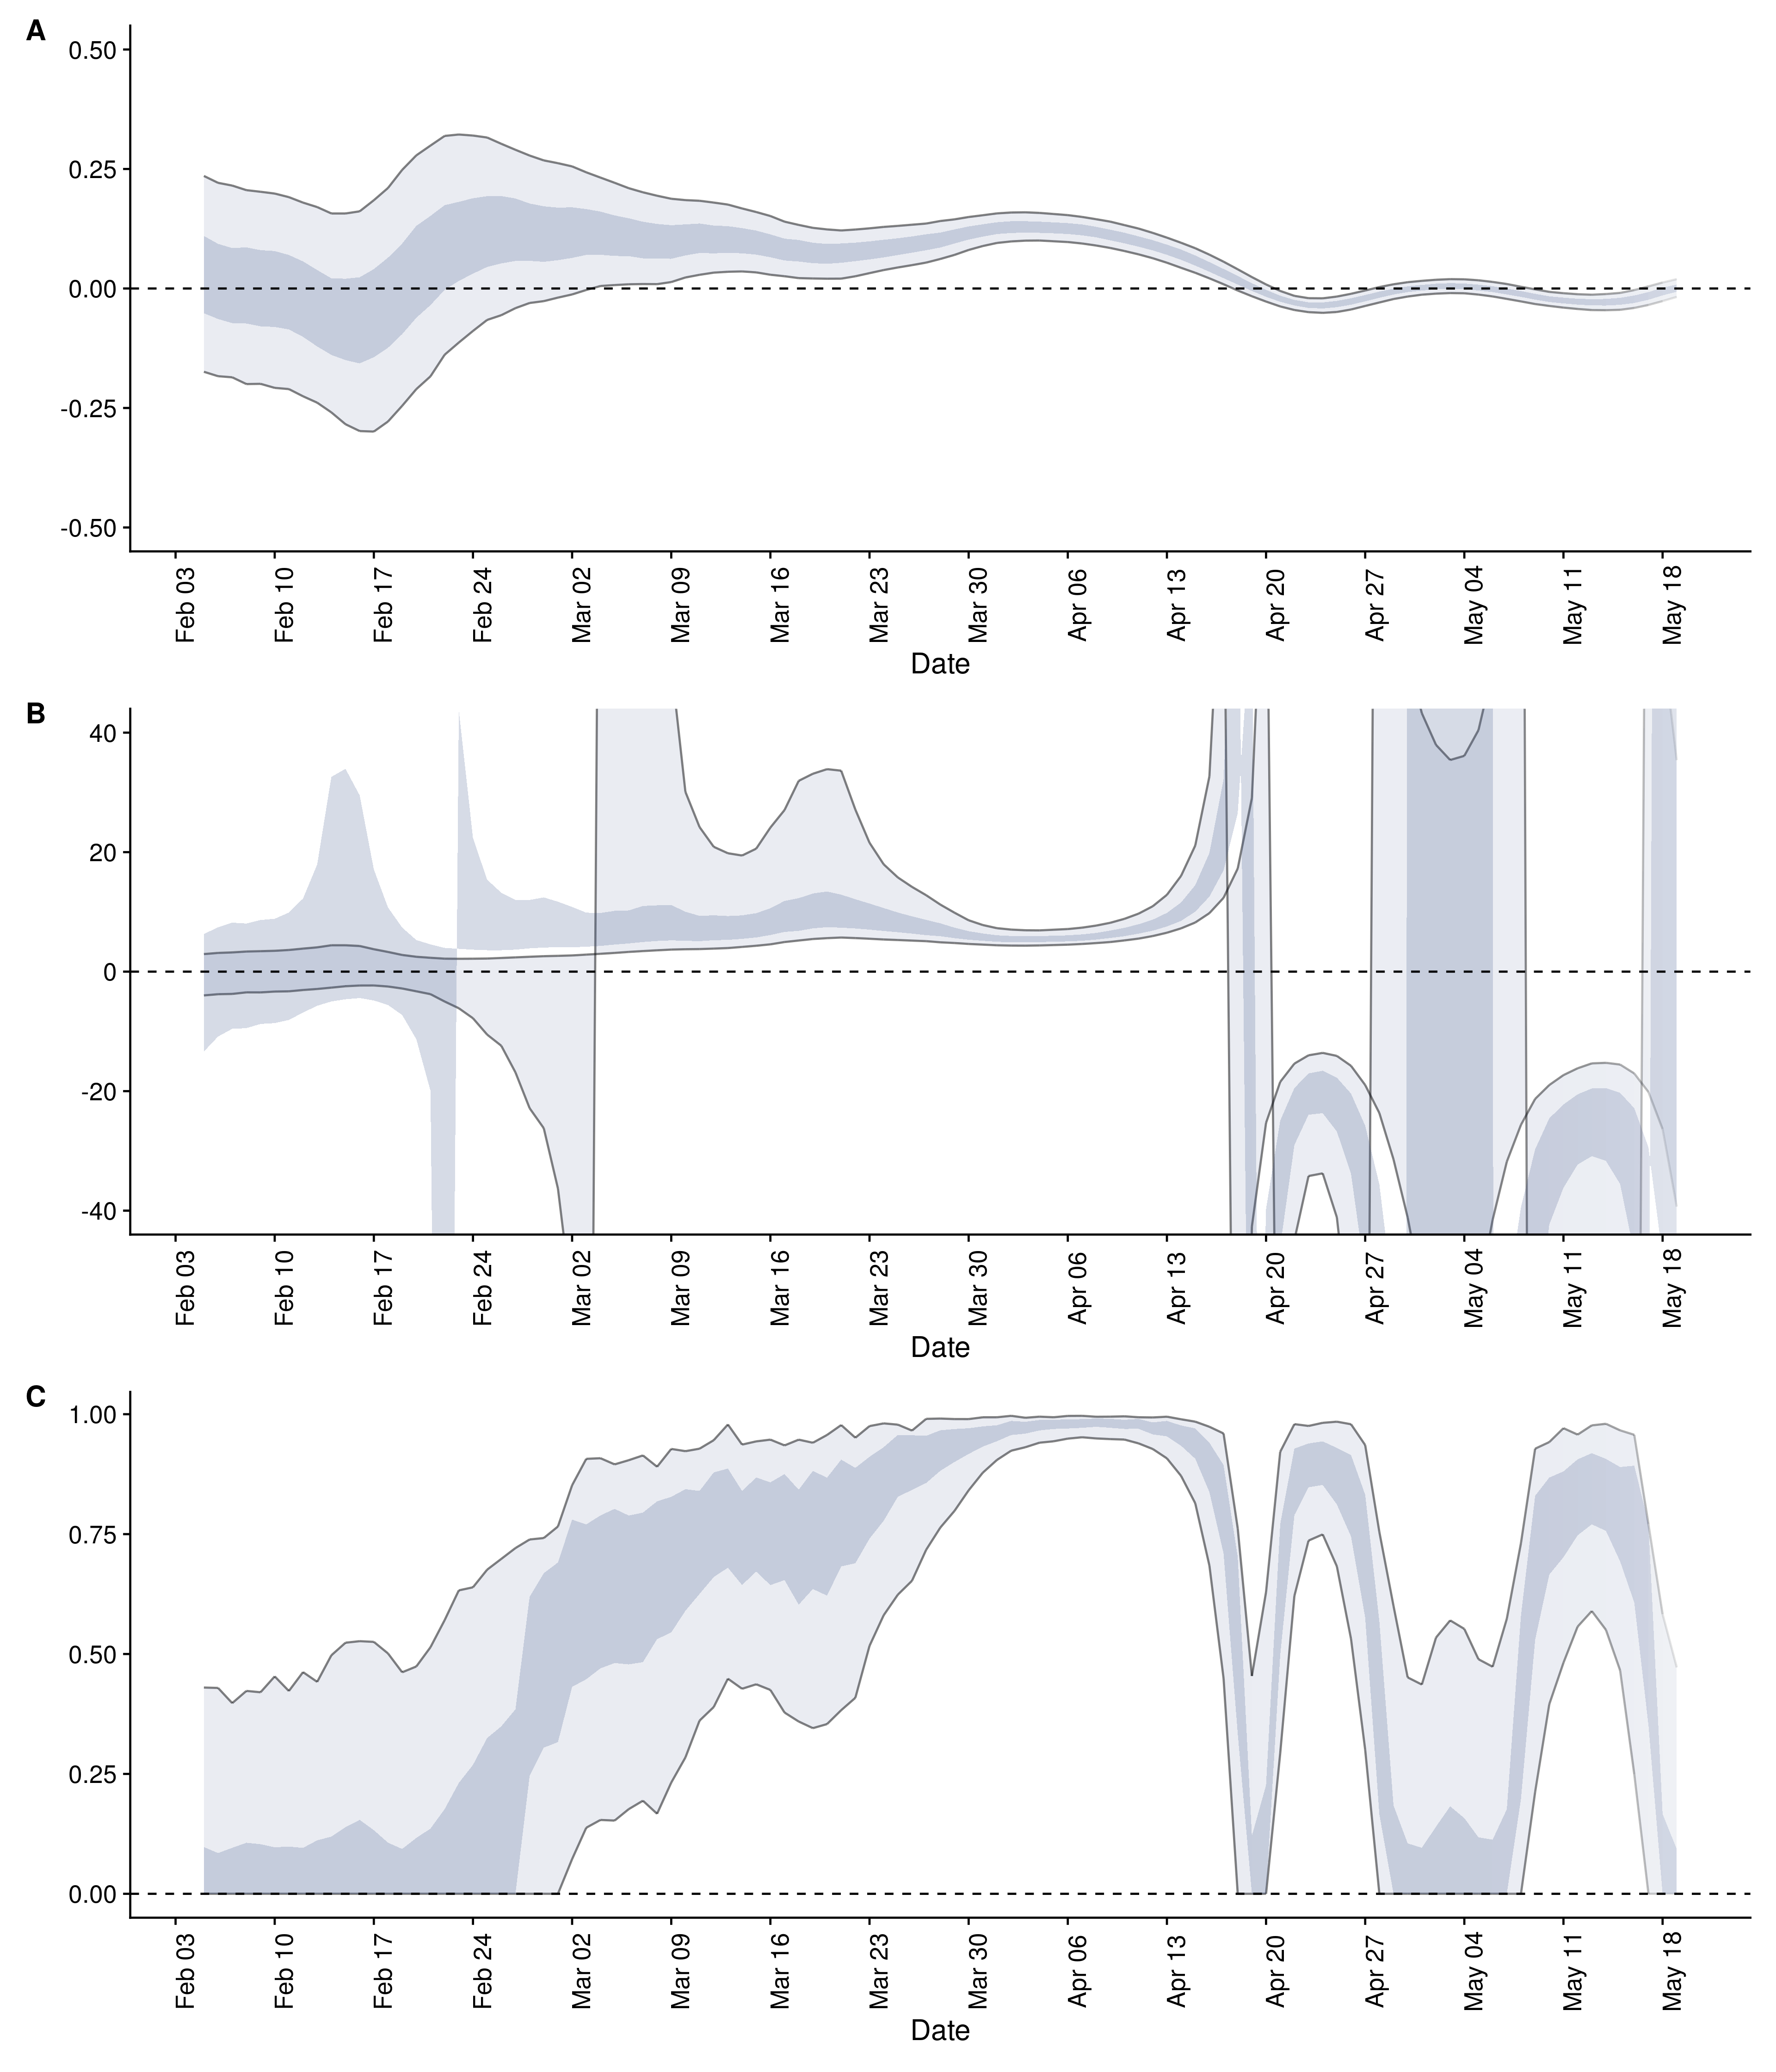 A
0.50
0.25
0.00
-0.25
-0.50
Feb 03
Feb 10
Feb 17
Feb 24
Mar 02
Mar 09
Mar 16
Mar 23
Mar 30
Apr 06
Apr 13
Apr 20
Apr 27
May 04
May 11
May 18
Date
B
40
20
0
-20
-40
Feb 03
Feb 10
Feb 17
Feb 24
Mar 02
Mar 09
Mar 16
Mar 23
Mar 30
Apr 06
Apr 13
Apr 20
Apr 27
May 04
May 11
May 18
Date
C
1.00
0.75
0.50
0.25
0.00
Feb 03
Feb 10
Feb 17
Feb 24
Mar 02
Mar 09
Mar 16
Mar 23
Mar 30
Apr 06
Apr 13
Apr 20
Apr 27
May 04
May 11
May 18
Date